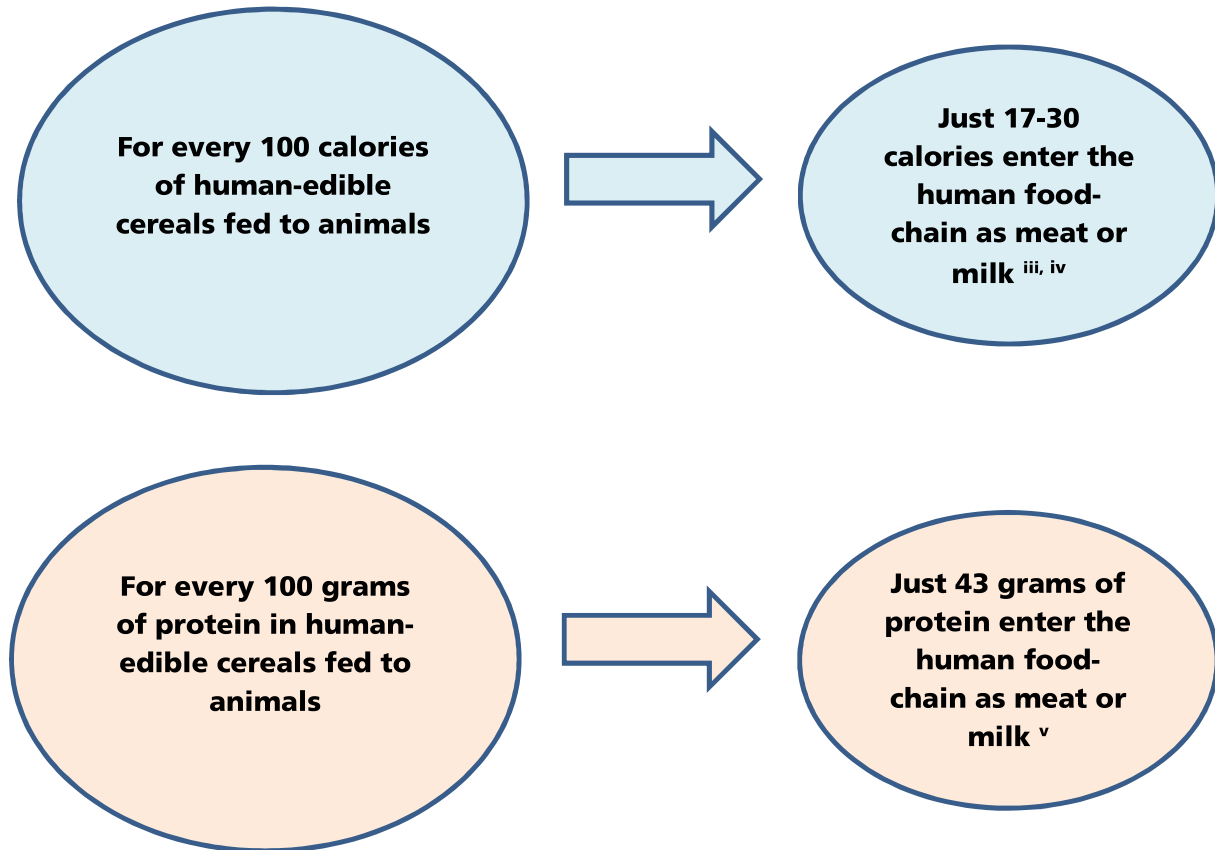 For every 100 calories
of human-edible
cereals fed to animals
Just 17-30
calories enter the
human food-
chain as meat or
milk iii, iv
For every 100 grams
of protein in human-
edible cereals fed to
animals
Just 43 grams of
protein enter the
human food-
chain as meat or
milk v